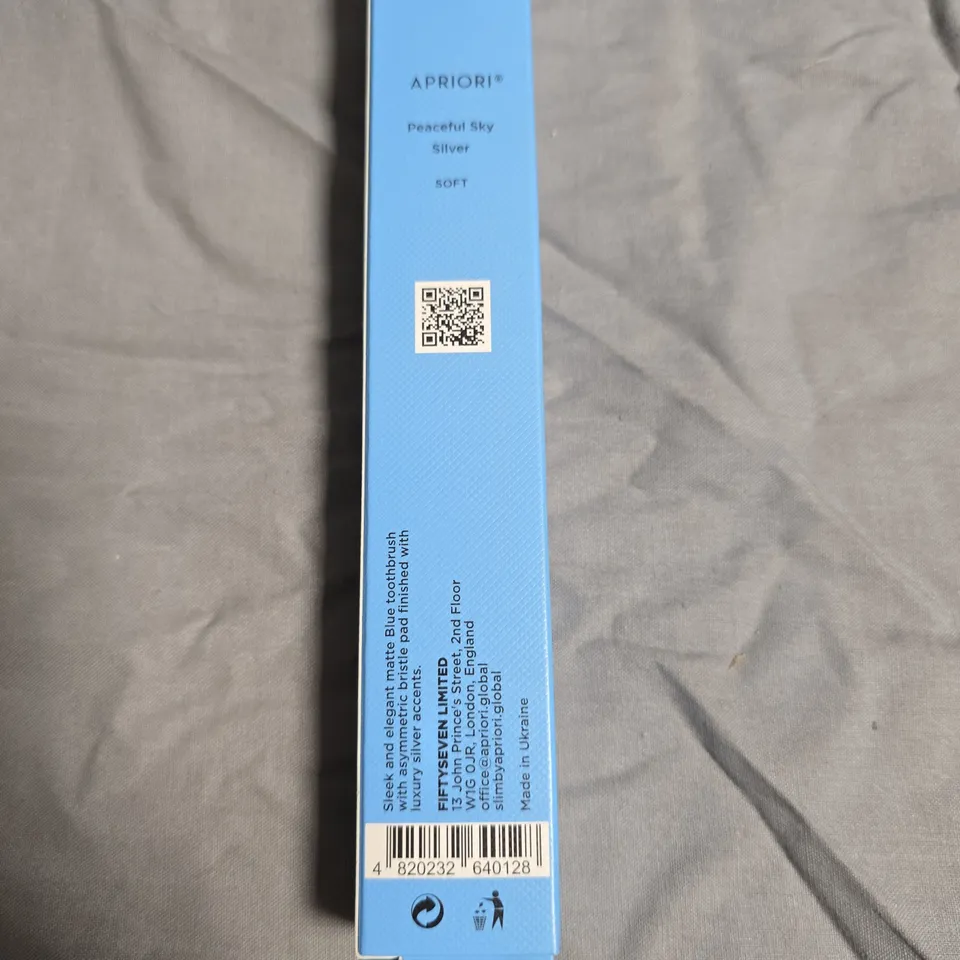 APRIORI®
Peaceful Sky
Silver
SOFT
Sleek and elegant matte Blue toothbrush
with asymmetric bristle pad finished with
luxury silver accents.
FIFTYSEVEN LIMITED
13 John Prince's Street, 2nd Floor
W1G 0JR, London, England
office@apriori.global
slimbyapriori.global
Made in Ukraine
4 820232 640128